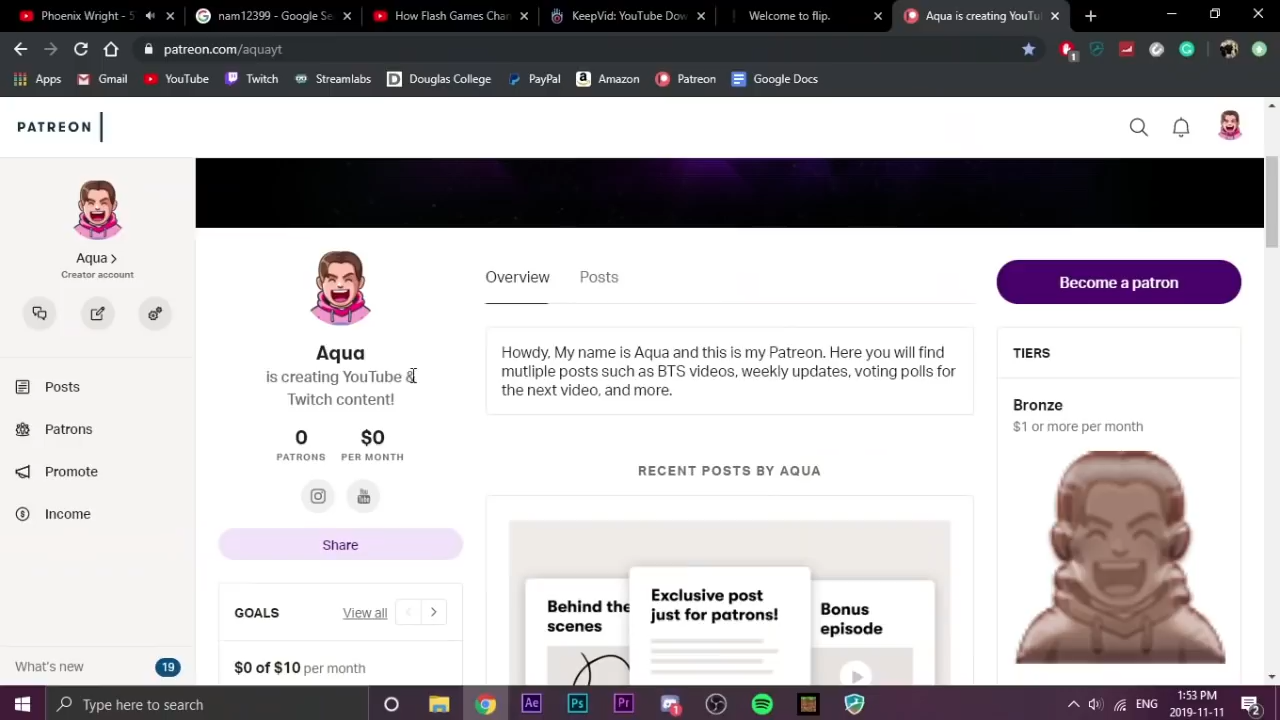 Phoenix Wright - 5
nam12399 - Google Se
How Flash Games Chan
KeepVid: YouTube Dow
Welcome to flip.
Aqua is creating YouTu
patreon.com/aquayt
1
Apps
Gmail
YouTube
Twitch
Streamlabs
Douglas College
PayPal
Amazon
Patreon
Google Docs
PATREON
Aqua
Creator account
Posts
Patrons
Promote
Income
What's new
19
Aqua
is creating YouTube &
Twitch content!
0
PATRONS
$0
PER MONTH
Share
GOALS
View all
$0 of $10 per month
Overview
Posts
Howdy, My name is Aqua and this is my Patreon. Here you will find
mutliple posts such as BTS videos, weekly updates, voting polls for
the next video, and more.
RECENT POSTS BY AQUA
Behind the
scenes
Exclusive post
just for patrons!
Bonus
episode
Become a patron
TIERS
Bronze
$1 or more per month
Type here to search
Ae
Ps
Pr
1
ENG
1:53 PM
2019-11-11
2